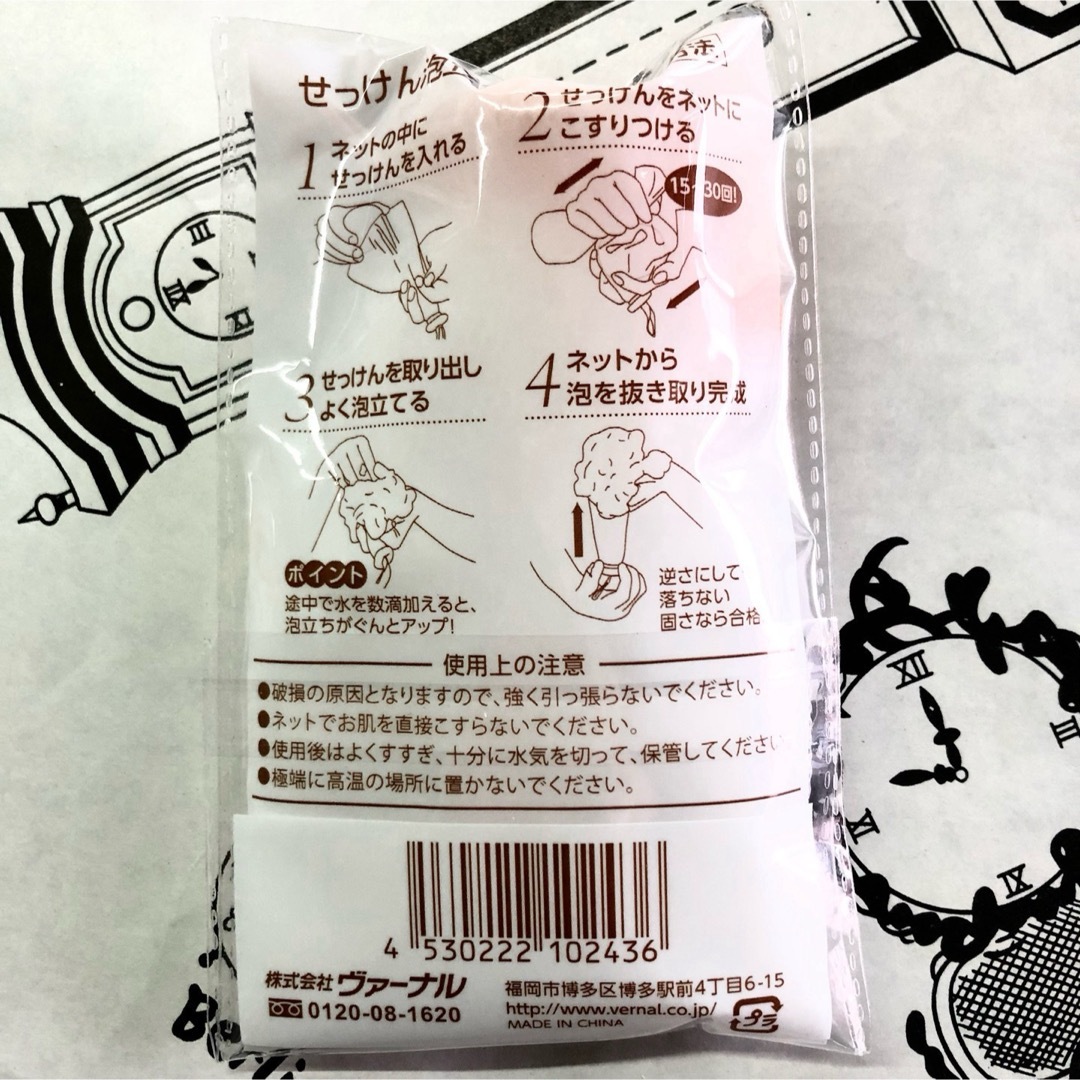 せっけん泡立
1 ネットの中に
せっけんを入れる
2 せっけんをネットに
こすりつける
15〜30回!
3 せっけんを取り出し
よく泡立てる
4 ネットから
泡を抜き取り完成
ポイント
途中で水を数滴加えると、
泡立ちがぐんとアップ!
逆さにして
落ちない
固さなら合格
使用上の注意
●破損の原因となりますので、強く引っ張らないでください。
●ネットでお肌を直接こすらないでください。
●使用後はよくすすぎ、十分に水気を切って、保管してください。
●極端に高温の場所に置かないでください。
4 530222 102436
株式会社 ヴァーナル
0120-08-1620
福岡市博多区博多駅前4丁目6-15
http://www.vernal.co.jp/
MADE IN CHINA
プラ
III
IX
XII
III
IX